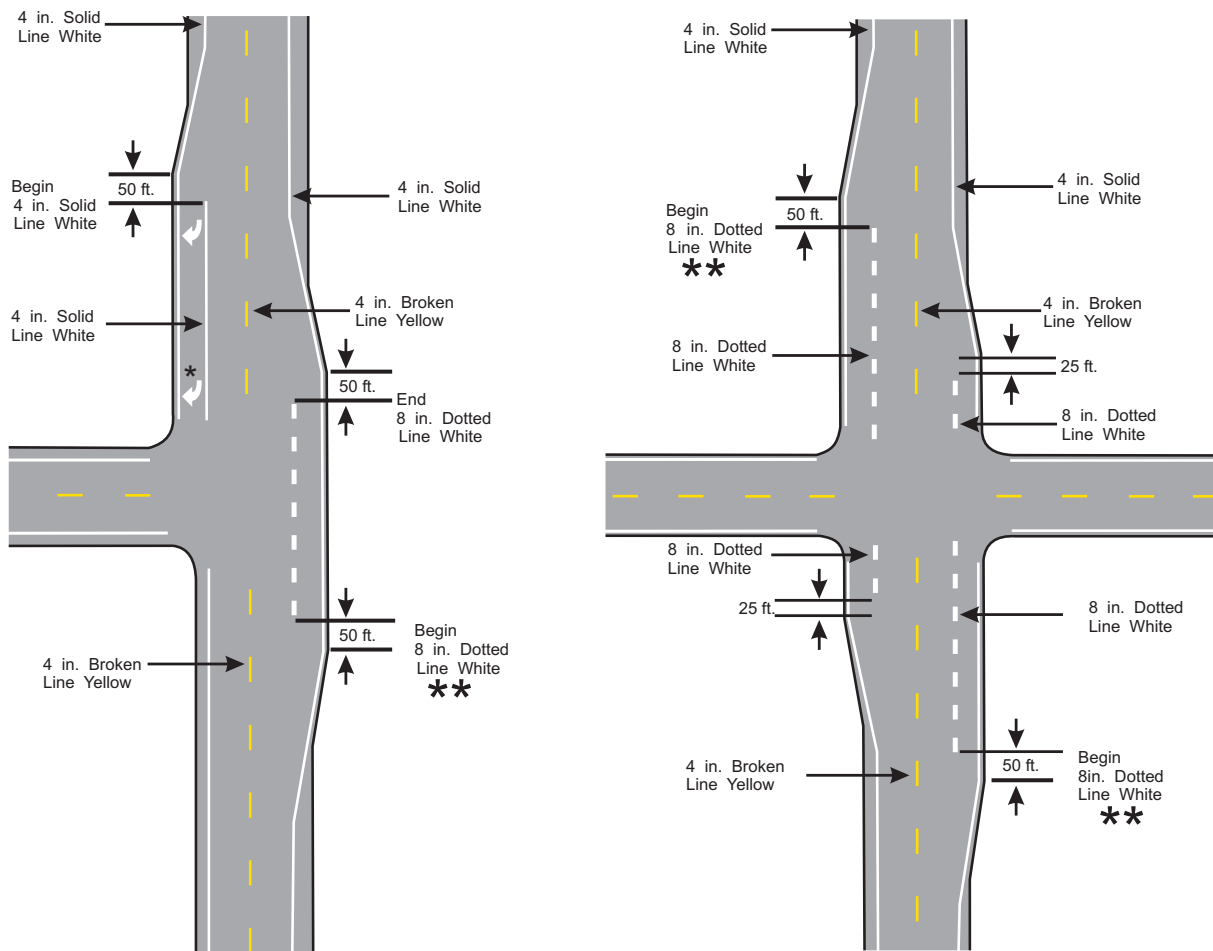 4 in. Solid
Line White
50 ft.
Begin
4 in. Solid
Line White
4 in. Solid
Line White
4 in. Solid
Line White
*
4 in. Broken
Line Yellow
50 ft.
End
8 in. Dotted
Line White
50 ft.
Begin
8 in. Dotted
Line White
**
4 in. Broken
Line Yellow
4 in. Solid
Line White
50 ft.
Begin
8 in. Dotted
Line White
**
4 in. Solid
Line White
4 in. Broken
Line Yellow
8 in. Dotted
Line White
25 ft.
8 in. Dotted
Line White
8 in. Dotted
Line White
25 ft.
8 in. Dotted
Line White
4 in. Broken
Line Yellow
50 ft.
Begin
8in. Dotted
Line White
**